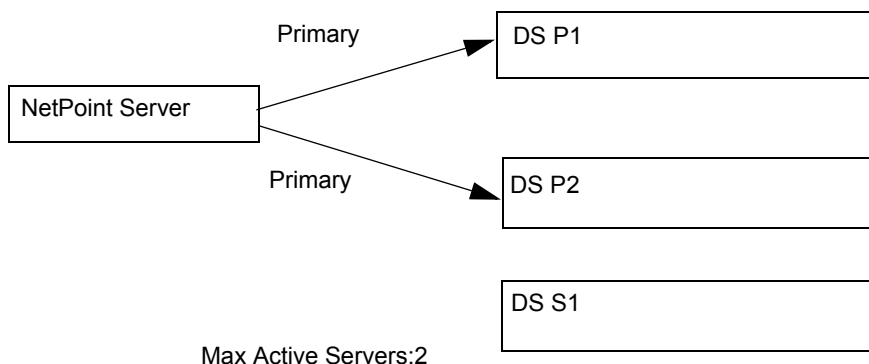 Primary
DS P1
NetPoint Server
Primary
DS P2
DS S1
Max Active Servers:2